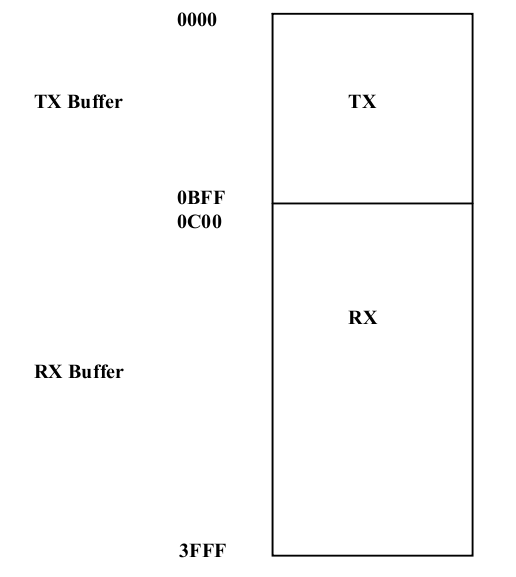 0000
TX Buffer
TX
0BFF
0C00
RX
RX Buffer
3FFF